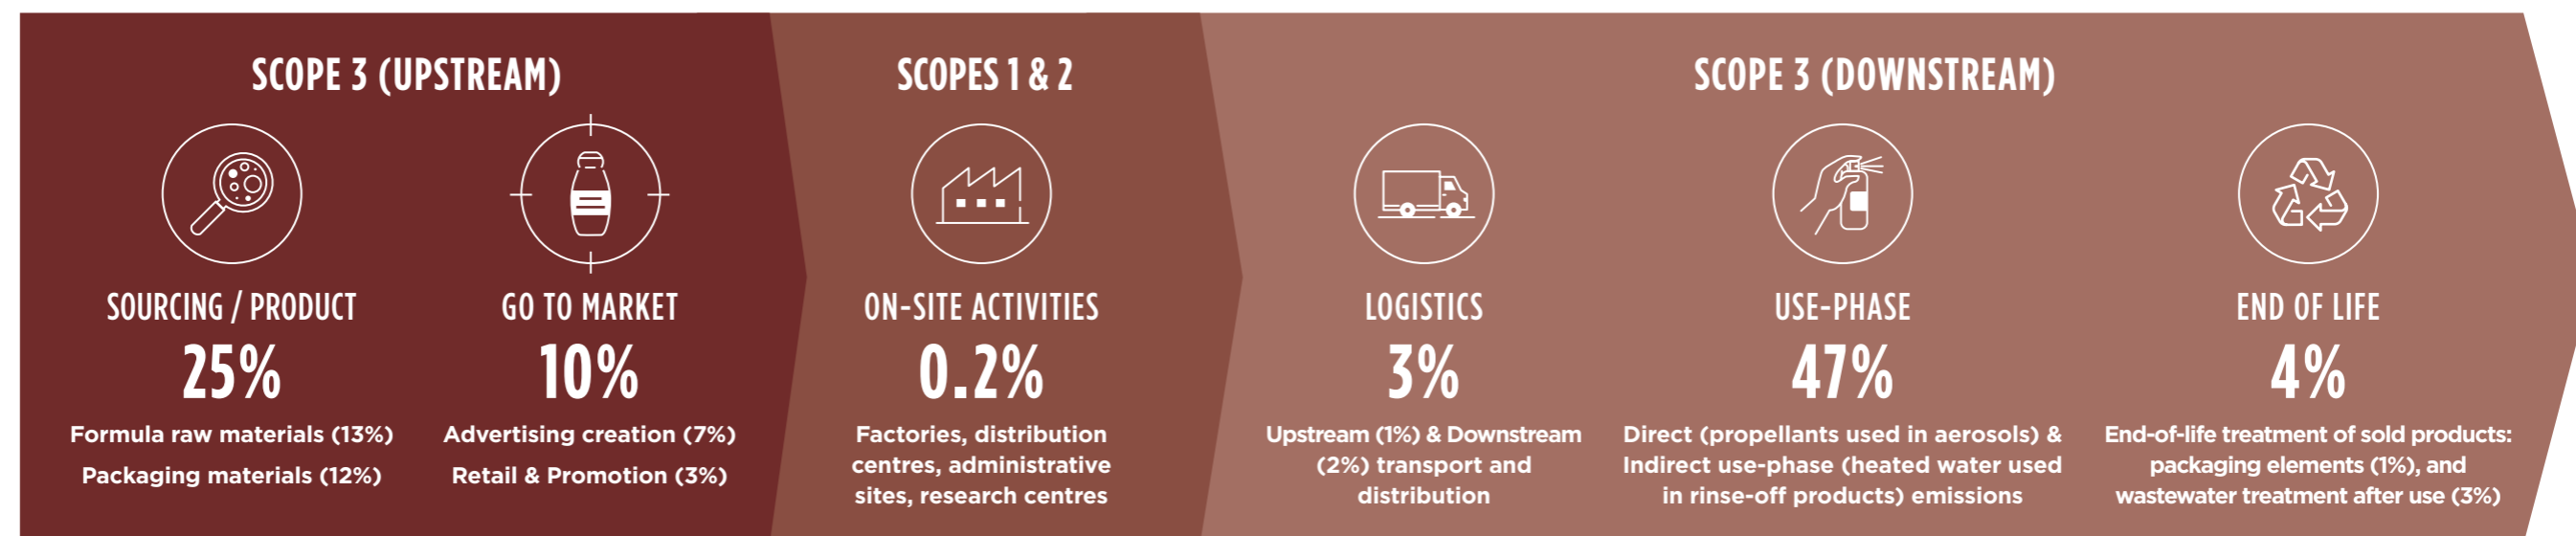 SCOPE 3 (UPSTREAM)
SOURCING / PRODUCT
25%
Formula raw materials (13%)
Packaging materials (12%)
GO TO MARKET
10%
Advertising creation (7%)
Retail & Promotion (3%)
SCOPES 1 & 2
ON-SITE ACTIVITIES
0.2%
Factories, distribution
centres, administrative
sites, research centres
SCOPE 3 (DOWNSTREAM)
LOGISTICS
3%
Upstream (1%) & Downstream
(2%) transport and
distribution
USE-PHASE
47%
Direct (propellants used in aerosols) &
Indirect use-phase (heated water used
in rinse-off products) emissions
END OF LIFE
4%
End-of-life treatment of sold products:
packaging elements (1%), and
wastewater treatment after use (3%)